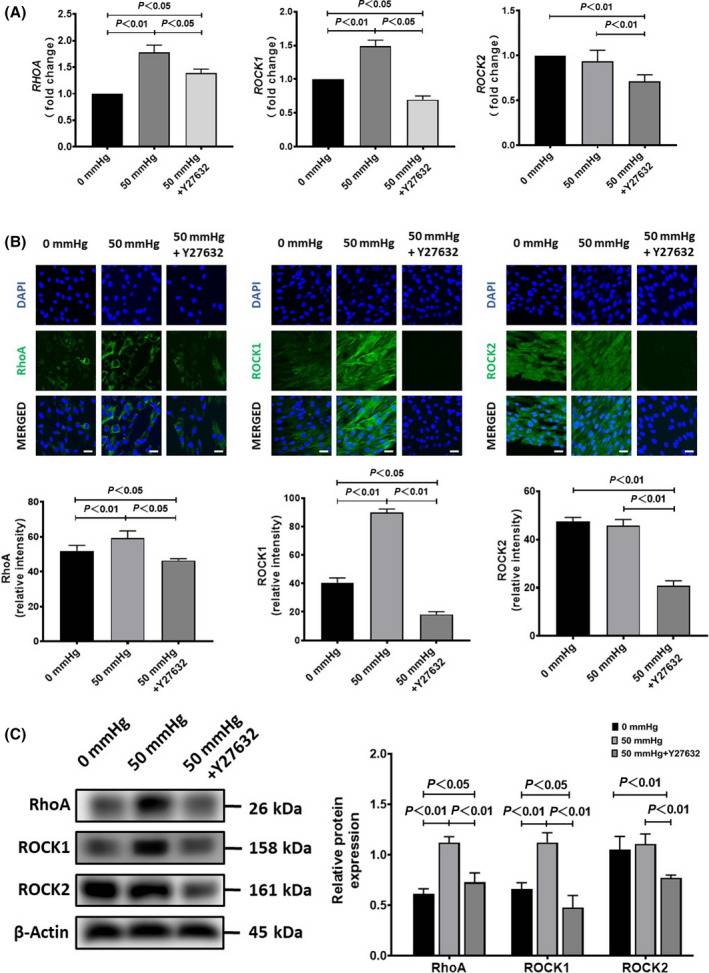 (A)
P<0.05
P<0.01 P<0.05
RHOA
(fold change)
2.0
1.5
1.0
0.5
0.0
0 mmHg
50 mmHg
50 mmHg
+Y27632
P<0.05
P<0.01 P<0.05
ROCK1
(fold change)
2.0
1.5
1.0
0.5
0.0
0 mmHg
50 mmHg
50 mmHg
+Y27632
P<0.01
P<0.01
ROCK2
(fold change)
1.5
1.0
0.5
0.0
0 mmHg
50 mmHg
50 mmHg
+Y27632
(B)
0 mmHg 50 mmHg 50 mmHg
+ Y27632
DAPI
RhoA
MERGED
0 mmHg 50 mmHg 50 mmHg
+ Y27632
DAPI
ROCK1
MERGED
0 mmHg 50 mmHg 50 mmHg
+ Y27632
DAPI
ROCK2
MERGED
P<0.05
P<0.01 P<0.05
RhoA
(relative intensity)
80
60
40
20
0
0 mmHg
50 mmHg
50 mmHg
+Y27632
P<0.05
P<0.01 P<0.01
ROCK1
(relative intensity)
100
80
60
40
20
0
0 mmHg
50 mmHg
50 mmHg
+Y27632
P<0.01
P<0.01
ROCK2
(relative intensity)
60
40
20
0
0 mmHg
50 mmHg
50 mmHg
+Y27632
(C)
0 mmHg
50 mmHg
50 mmHg
+Y27632
RhoA 26 kDa
ROCK1 158 kDa
ROCK2 161 kDa
β-Actin 45 kDa
0 mmHg
50 mmHg
50 mmHg+Y27632
P<0.05 P<0.05 P<0.01
P<0.01 P<0.01 P<0.01 P<0.01 P<0.01
Relative protein
expression
2.0
1.5
1.0
0.5
0.0
RhoA ROCK1 ROCK2